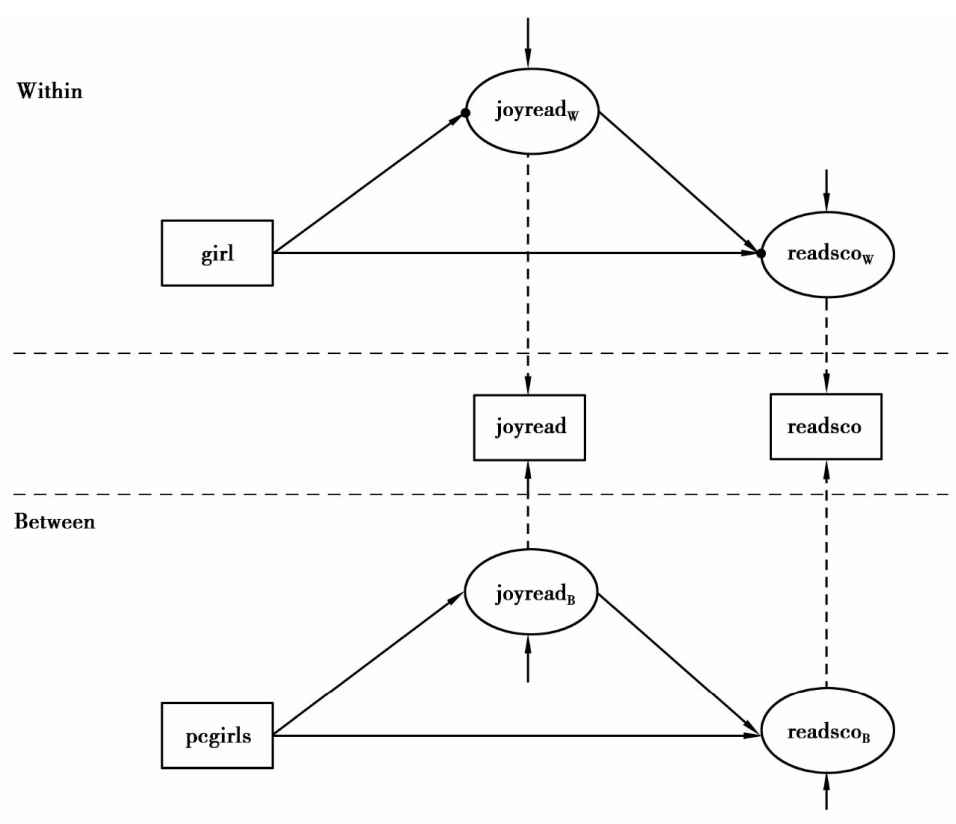 Within
joyread_W
girl
readsco_W
joyread
readsco
Between
joyread_B
pcgirls
readsco_B